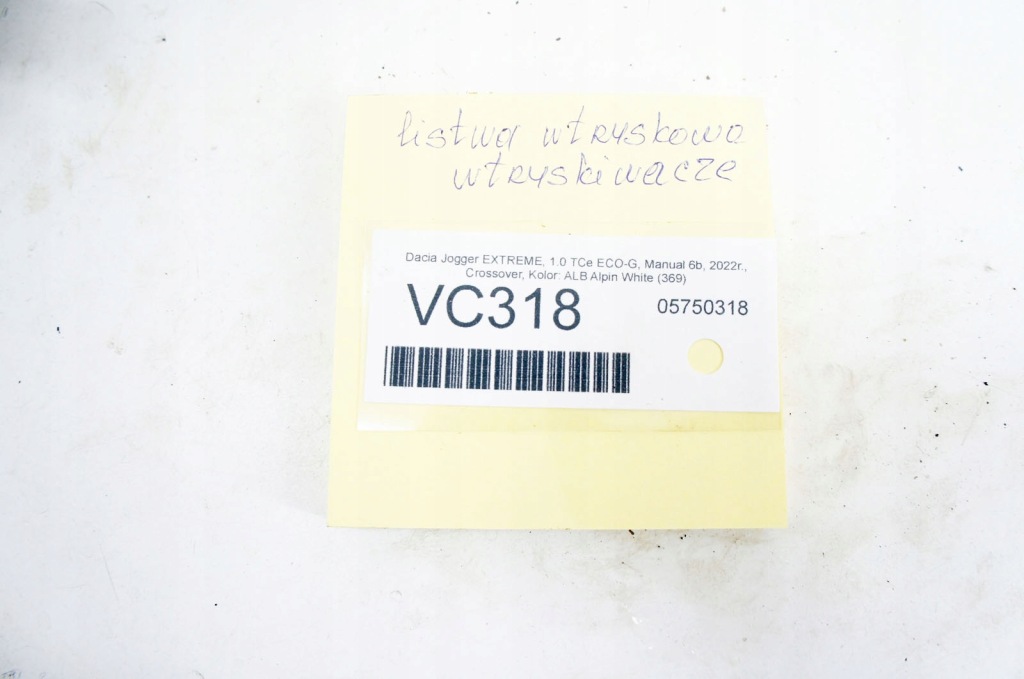 listwa wtryskowa
wtryskiwacze
Dacia Jogger EXTREME, 1.0 TCe ECO-G, Manual 6b, 2022r.,
Crossover, Kolor: ALB Alpin White (369)
VC318
05750318